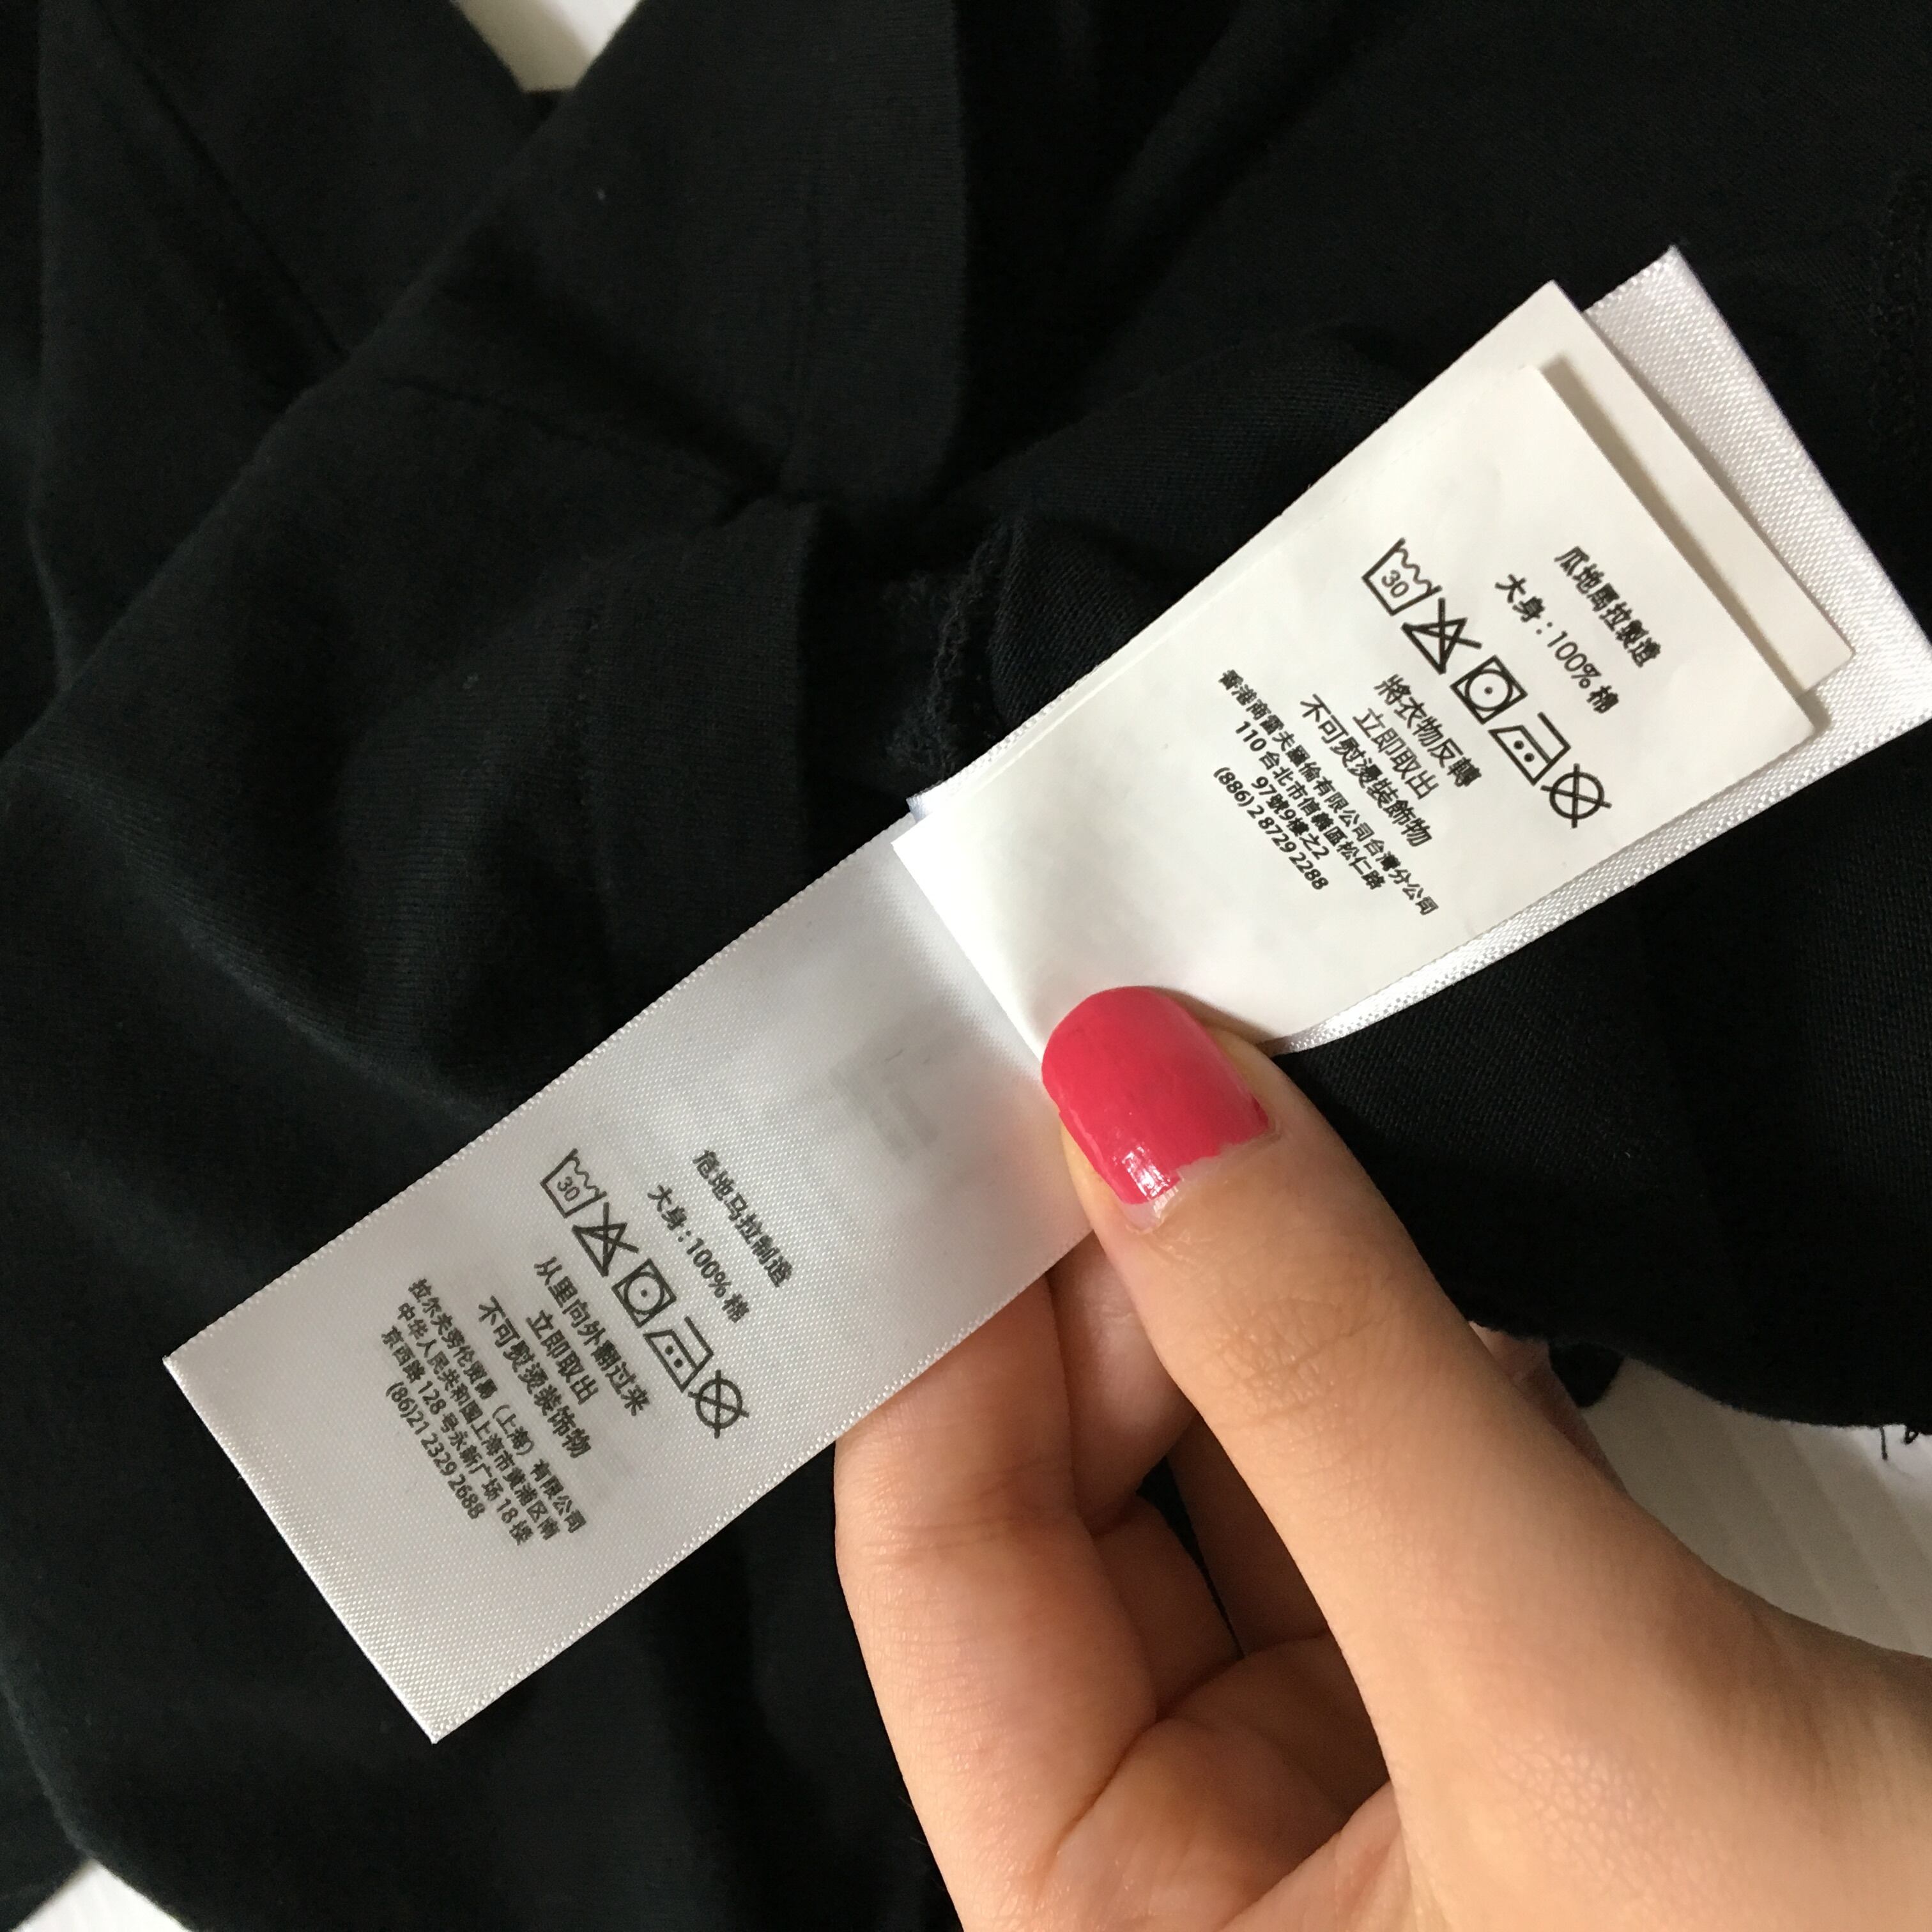 瓜地馬拉製造
大身：100% 棉
30
將衣物反轉
立即取出
不可熨燙裝飾物
香港商雷夫羅倫有限公司台灣分公司
110 台北市信義區松仁路
97號9樓之2
(886) 2 8729 2288
危地马拉制造
大身：100% 棉
30
从里向外翻过来
立即取出
不可熨烫装饰物
拉尔夫劳伦贸易（上海）有限公司
中华人民共和国上海市黄浦区南
京西路 128 号永新广场 18 楼
(86)21 2329 2688